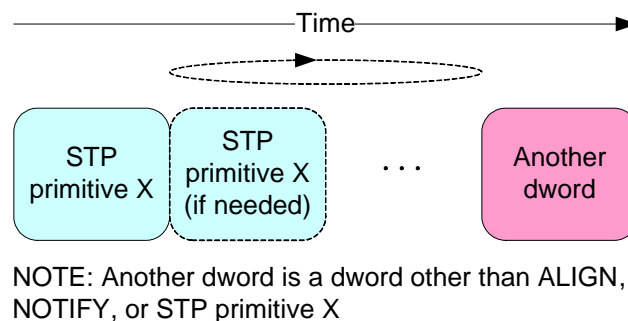 Time
STP
primitive X
STP
primitive X
(if needed)
. . .
Another
dword
NOTE: Another dword is a dword other than ALIGN,
NOTIFY, or STP primitive X